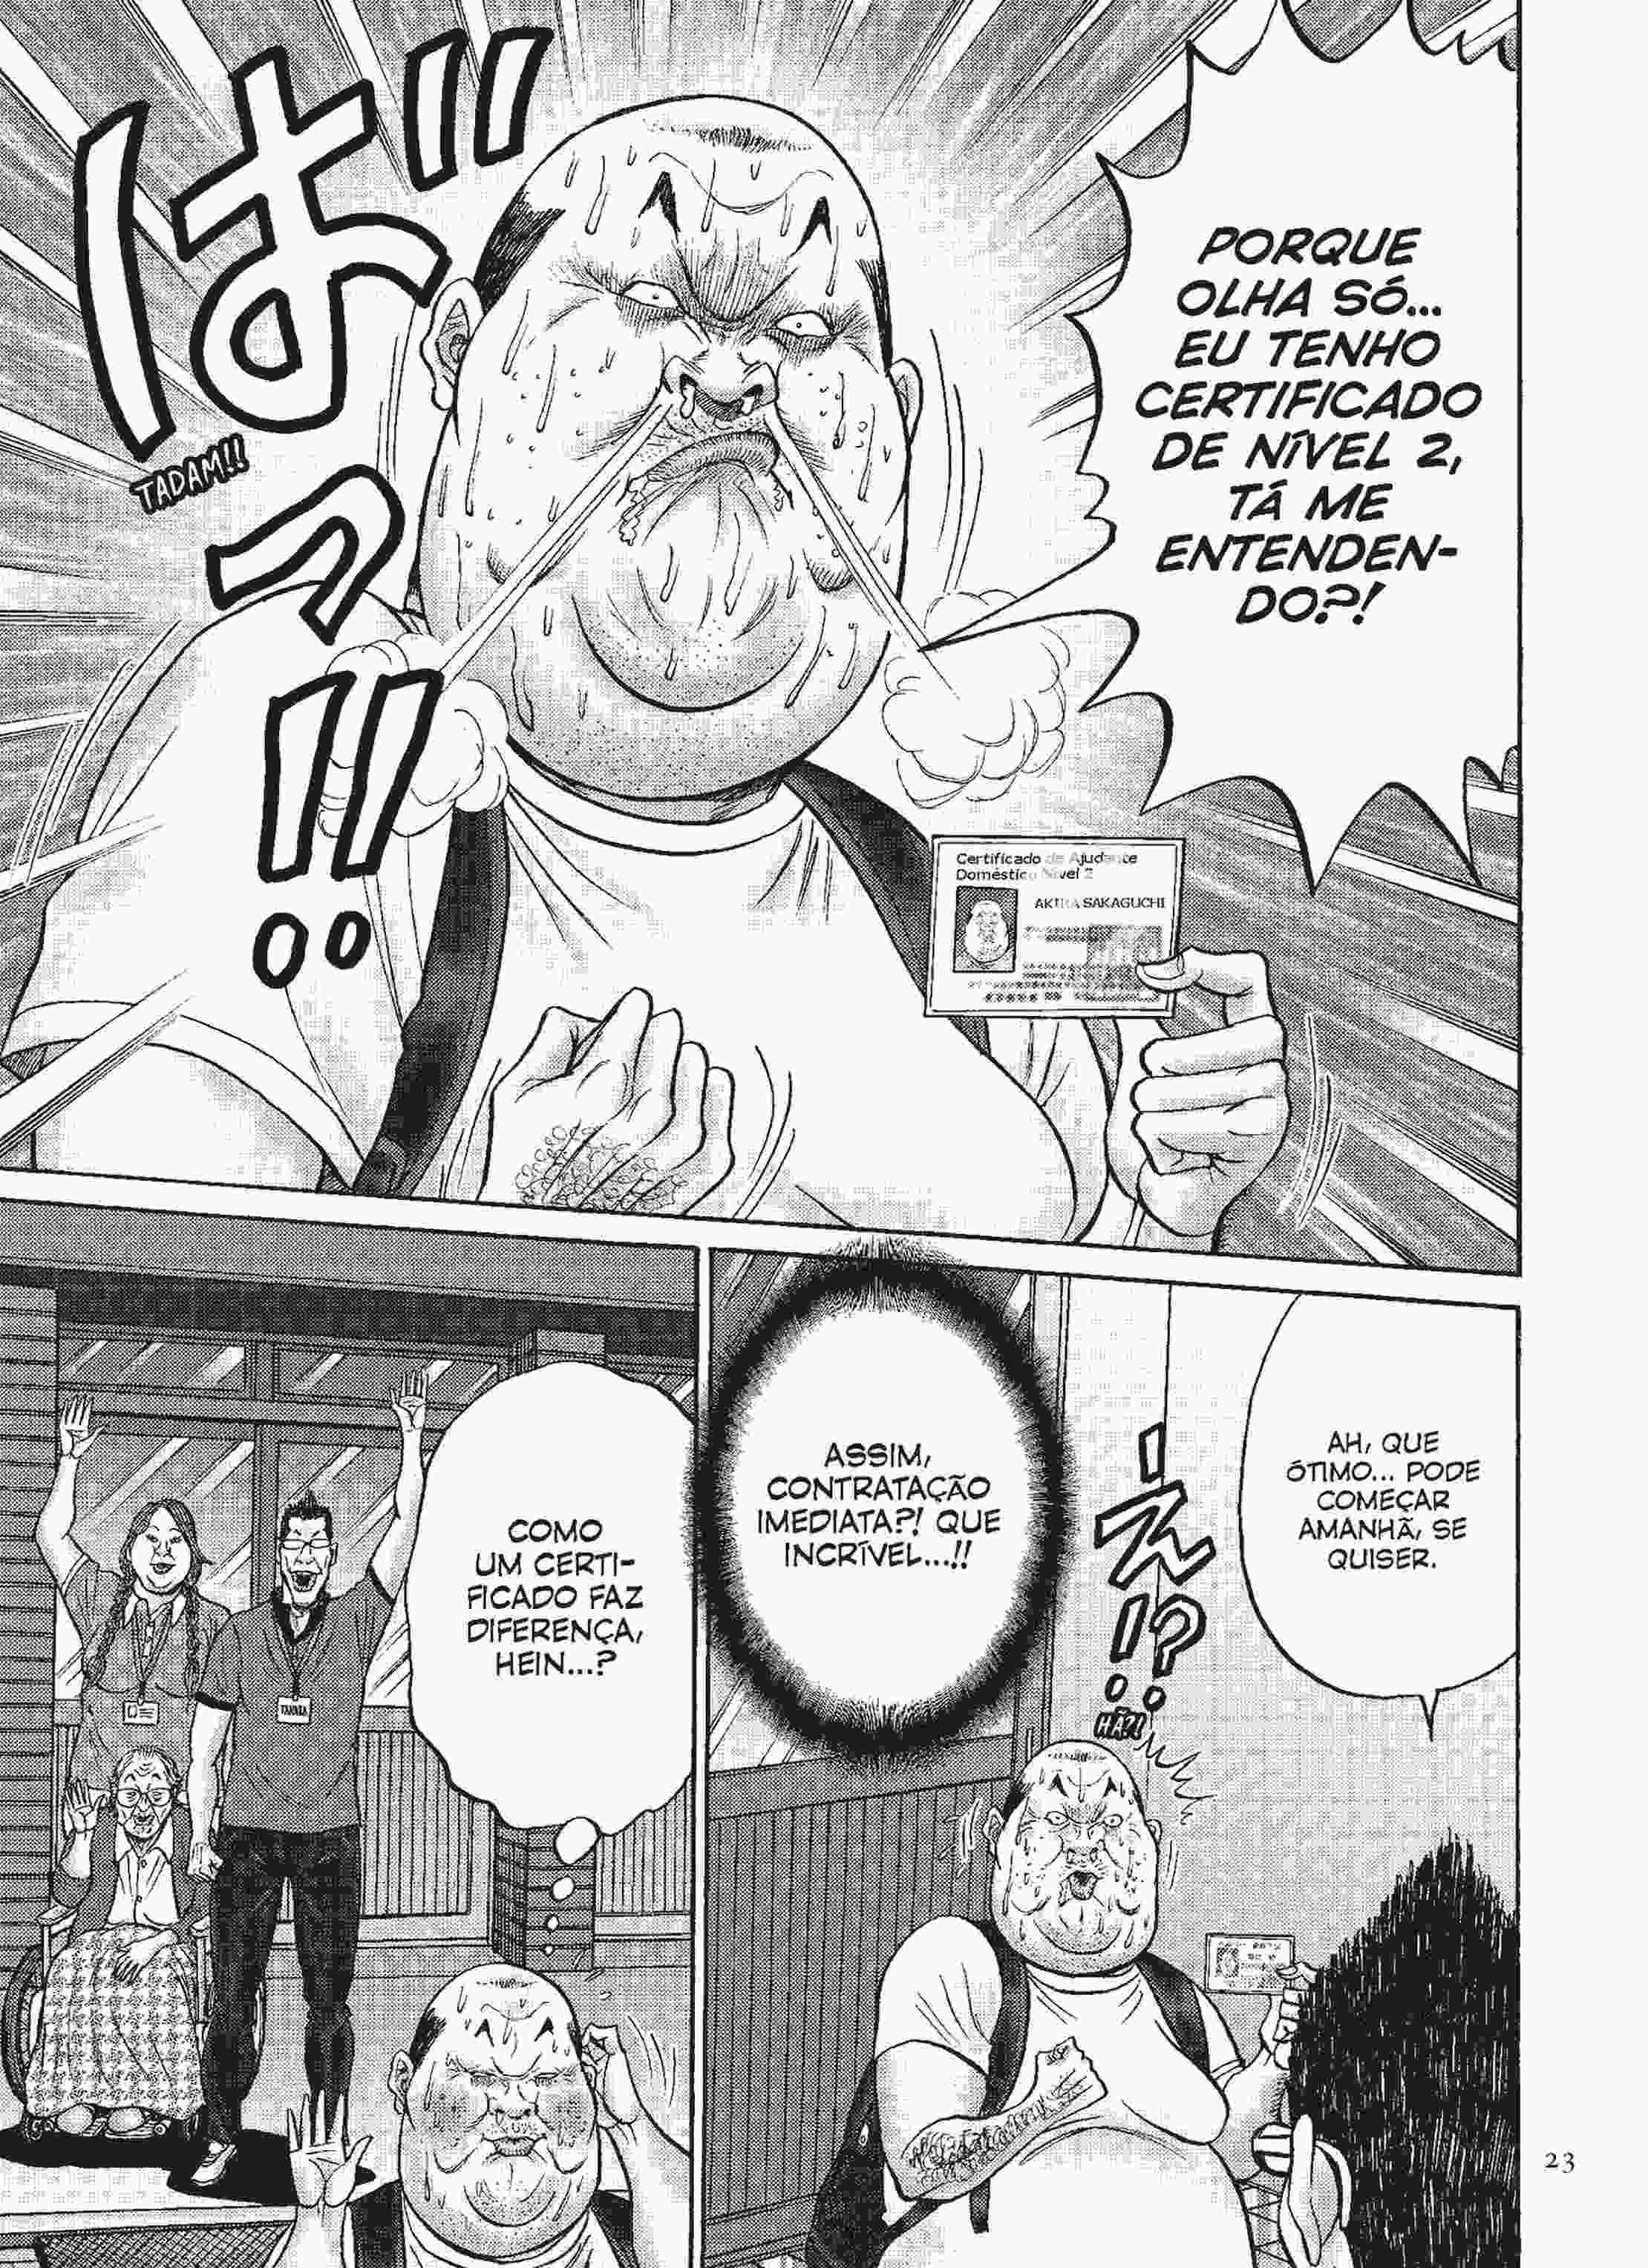 PORQUE
OLHA SÓ...
EU TENHO
CERTIFICADO
DE NÍVEL 2,
TÁ ME
ENTENDEN-
DO?!
ばっ!!
TADAM!!
Certificado de Ajudante
Doméstico Nível 2
AKIRA SAKAGUCHI
AH, QUE
ÓTIMO... PODE
COMEÇAR
AMANHÃ, SE
QUISER.
え!?
HÃ?!
ASSIM,
CONTRATAÇÃO
IMEDIATA?! QUE
INCRÍVEL...!!
COMO
UM CERTI-
FICADO FAZ
DIFERENÇA,
HEIN...?
23